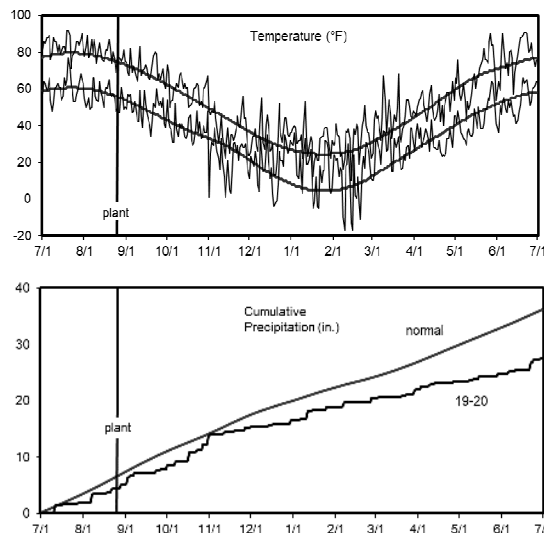 100
Temperature (°F)
80
60
40
20
0
plant
-20
7/1 8/1 9/1 10/1 11/1 12/1 1/1 2/1 3/1 4/1 5/1 6/1 7/1
40
Cumulative
Precipitation (in.)
normal
30
20
19-20
plant
10
0
7/1 8/1 9/1 10/1 11/1 12/1 1/1 2/1 3/1 4/1 5/1 6/1 7/